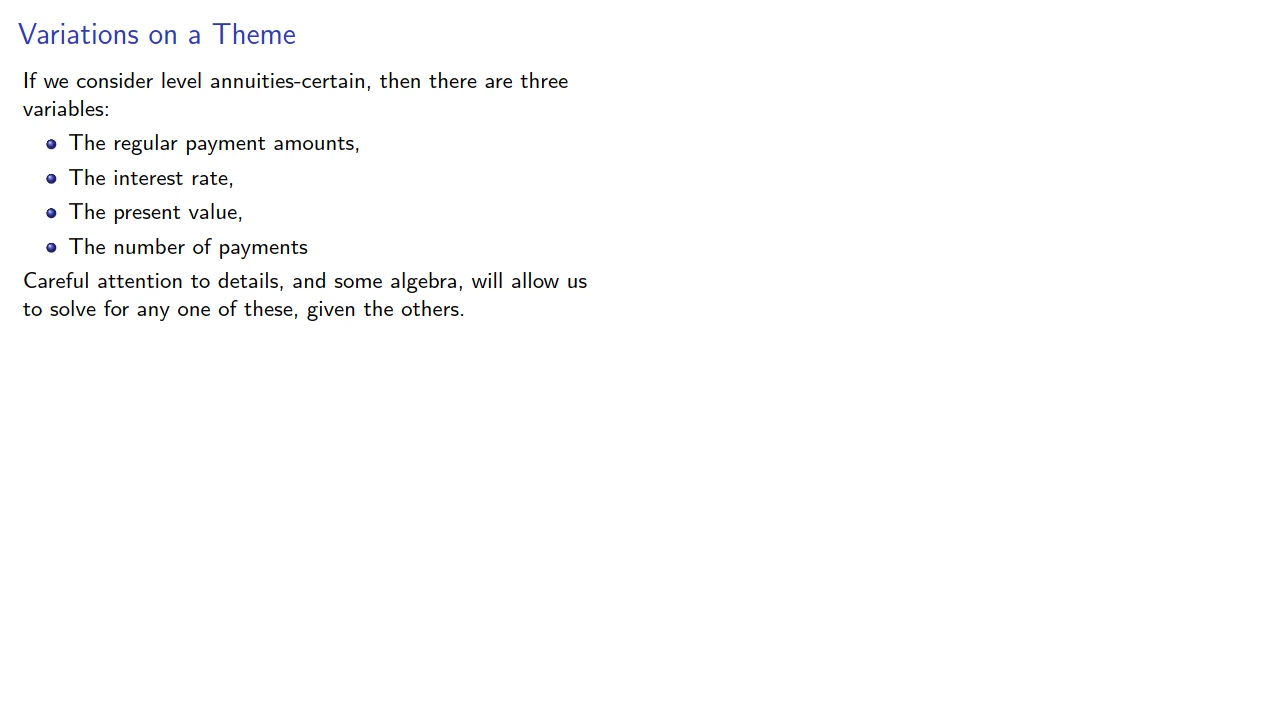 Variations on a Theme
If we consider level annuities-certain, then there are three
variables:
The regular payment amounts,
The interest rate,
The present value,
The number of payments
Careful attention to details, and some algebra, will allow us
to solve for any one of these, given the others.